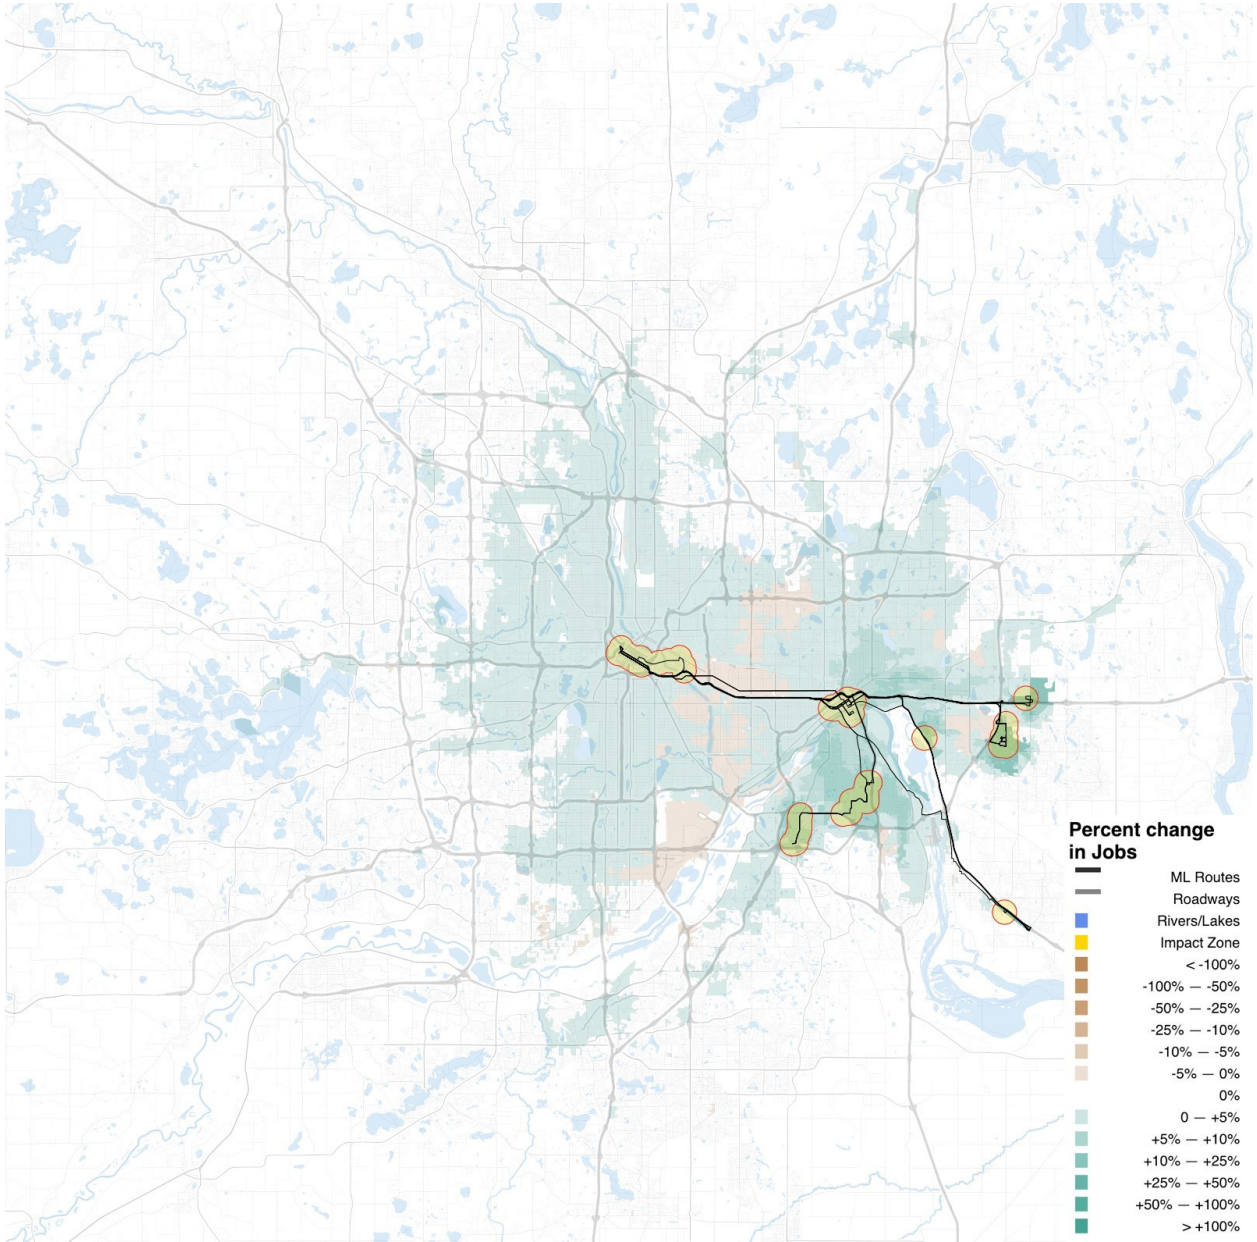 Percent change
in Jobs
ML Routes
Roadways
Rivers/Lakes
Impact Zone
< -100%
-100% — -50%
-50% — -25%
-25% — -10%
-10% — -5%
-5% — 0%
0%
0 — +5%
+5% — +10%
+10% — +25%
+25% — +50%
+50% — +100%
> +100%